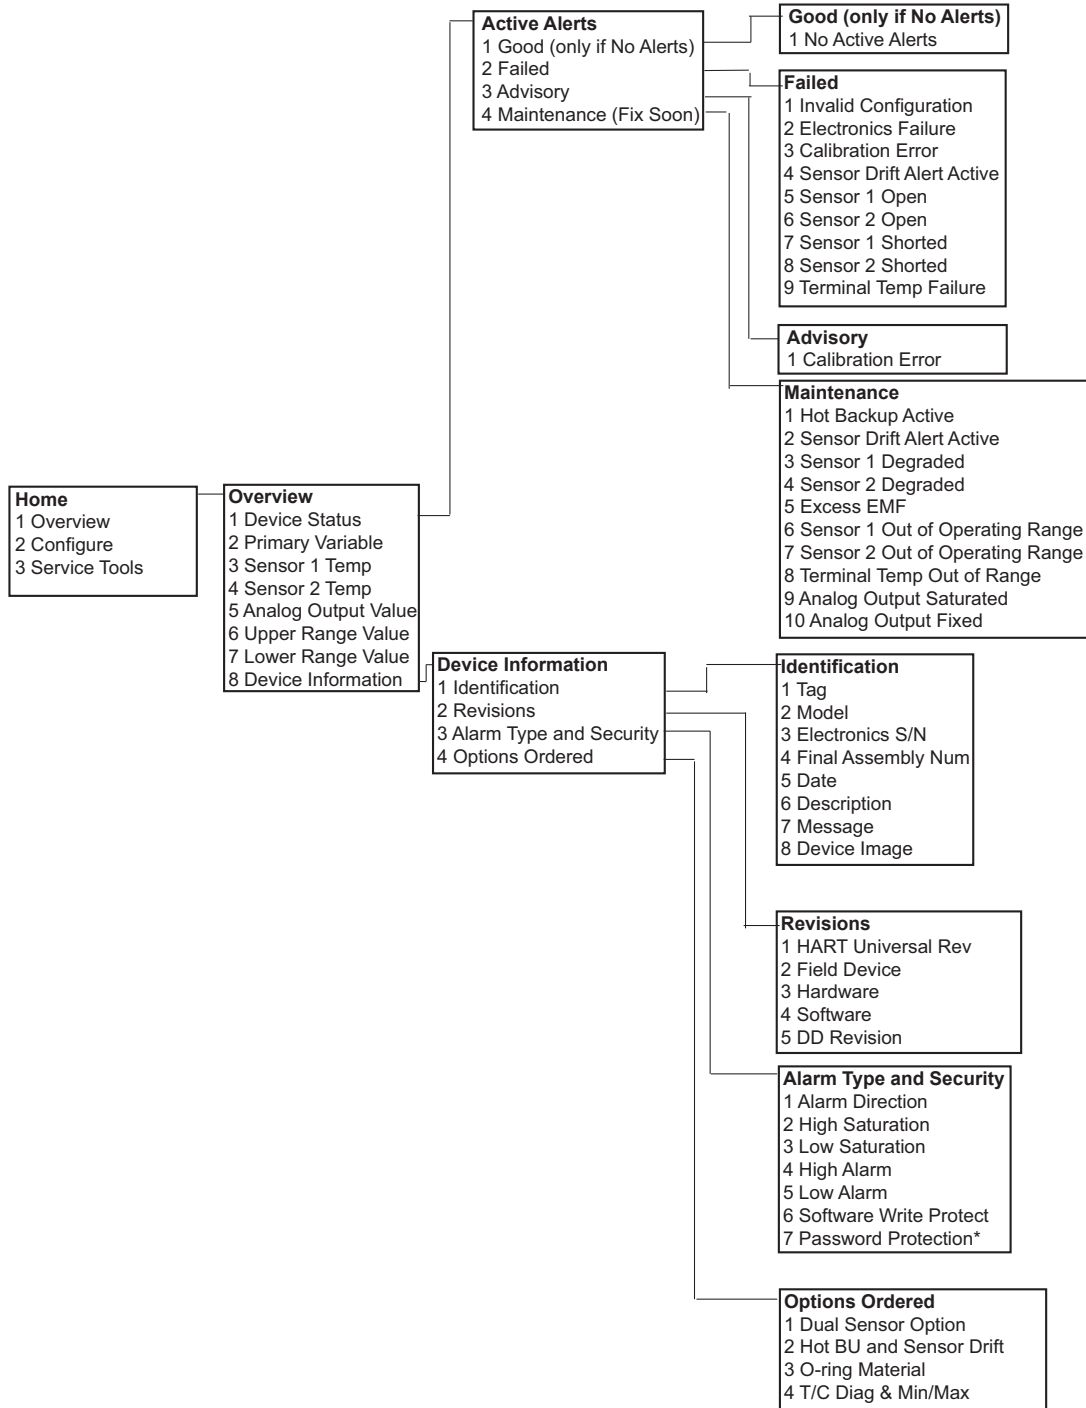 Home
1 Overview
2 Configure
3 Service Tools
Overview
1 Device Status
2 Primary Variable
3 Sensor 1 Temp
4 Sensor 2 Temp
5 Analog Output Value
6 Upper Range Value
7 Lower Range Value
8 Device Information
Active Alerts
1 Good (only if No Alerts)
2 Failed
3 Advisory
4 Maintenance (Fix Soon)
Good (only if No Alerts)
1 No Active Alerts
Failed
1 Invalid Configuration
2 Electronics Failure
3 Calibration Error
4 Sensor Drift Alert Active
5 Sensor 1 Open
6 Sensor 2 Open
7 Sensor 1 Shorted
8 Sensor 2 Shorted
9 Terminal Temp Failure
Advisory
1 Calibration Error
Maintenance
1 Hot Backup Active
2 Sensor Drift Alert Active
3 Sensor 1 Degraded
4 Sensor 2 Degraded
5 Excess EMF
6 Sensor 1 Out of Operating Range
7 Sensor 2 Out of Operating Range
8 Terminal Temp Out of Range
9 Analog Output Saturated
10 Analog Output Fixed
Device Information
1 Identification
2 Revisions
3 Alarm Type and Security
4 Options Ordered
Identification
1 Tag
2 Model
3 Electronics S/N
4 Final Assembly Num
5 Date
6 Description
7 Message
8 Device Image
Revisions
1 HART Universal Rev
2 Field Device
3 Hardware
4 Software
5 DD Revision
Alarm Type and Security
1 Alarm Direction
2 High Saturation
3 Low Saturation
4 High Alarm
5 Low Alarm
6 Software Write Protect
7 Password Protection*
Options Ordered
1 Dual Sensor Option
2 Hot BU and Sensor Drift
3 O-ring Material
4 T/C Diag & Min/Max